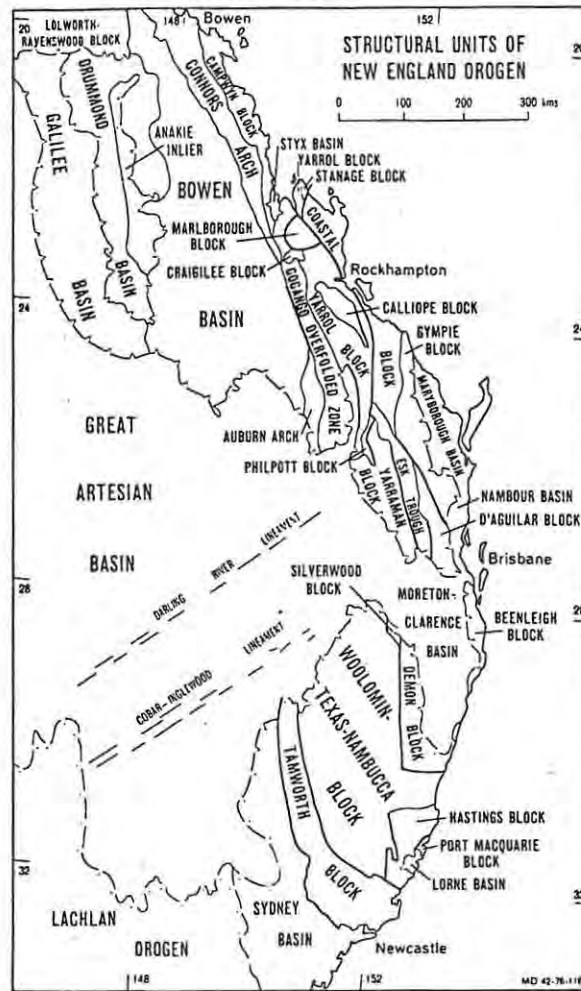 148
Bowen
152
20
LOLWORTH-
RAVENSWOOD BLOCK
STRUCTURAL UNITS OF
NEW ENGLAND OROGEN
0 100 200 300 kms
DRUMMOND
BASIN
GALILEE
BASIN
ANAKIE
INLIER
CONNORS
ARCH
CAMPWYN BLOCK
BOWEN
BASIN
STYX BASIN
YARROL BLOCK
STANAGE BLOCK
MARLBOROUGH
BLOCK
COASTAL
BLOCK
CRAIGILEE BLOCK
Rockhampton
24
24
GOGANGO OVERFOLDED ZONE
YARROL
BLOCK
CALLIOPE BLOCK
GYMPIE
BLOCK
MARYBOROUGH BASIN
GREAT
ARTESIAN
BASIN
AUBURN ARCH
PHILPOTT BLOCK
YARRAMAN
BLOCK
ESK
TROUGH
NAMBOUR BASIN
D'AGUILAR BLOCK
Brisbane
28
DARLING RIVER LINEAMENT
SILVERWOOD
BLOCK
MORETON-
CLARENCE
BASIN
BEENLEIGH
BLOCK
COBAR-INGLEWOOD LINEAMENT
WOOLOMIN-
TEXAS-NAMBUCCA
BLOCK
DEMON
BLOCK
TAMWORTH
BLOCK
HASTINGS BLOCK
PORT MACQUARIE
BLOCK
LORNE BASIN
32
LACHLAN
OROGEN
SYDNEY
BASIN
Newcastle
148
152